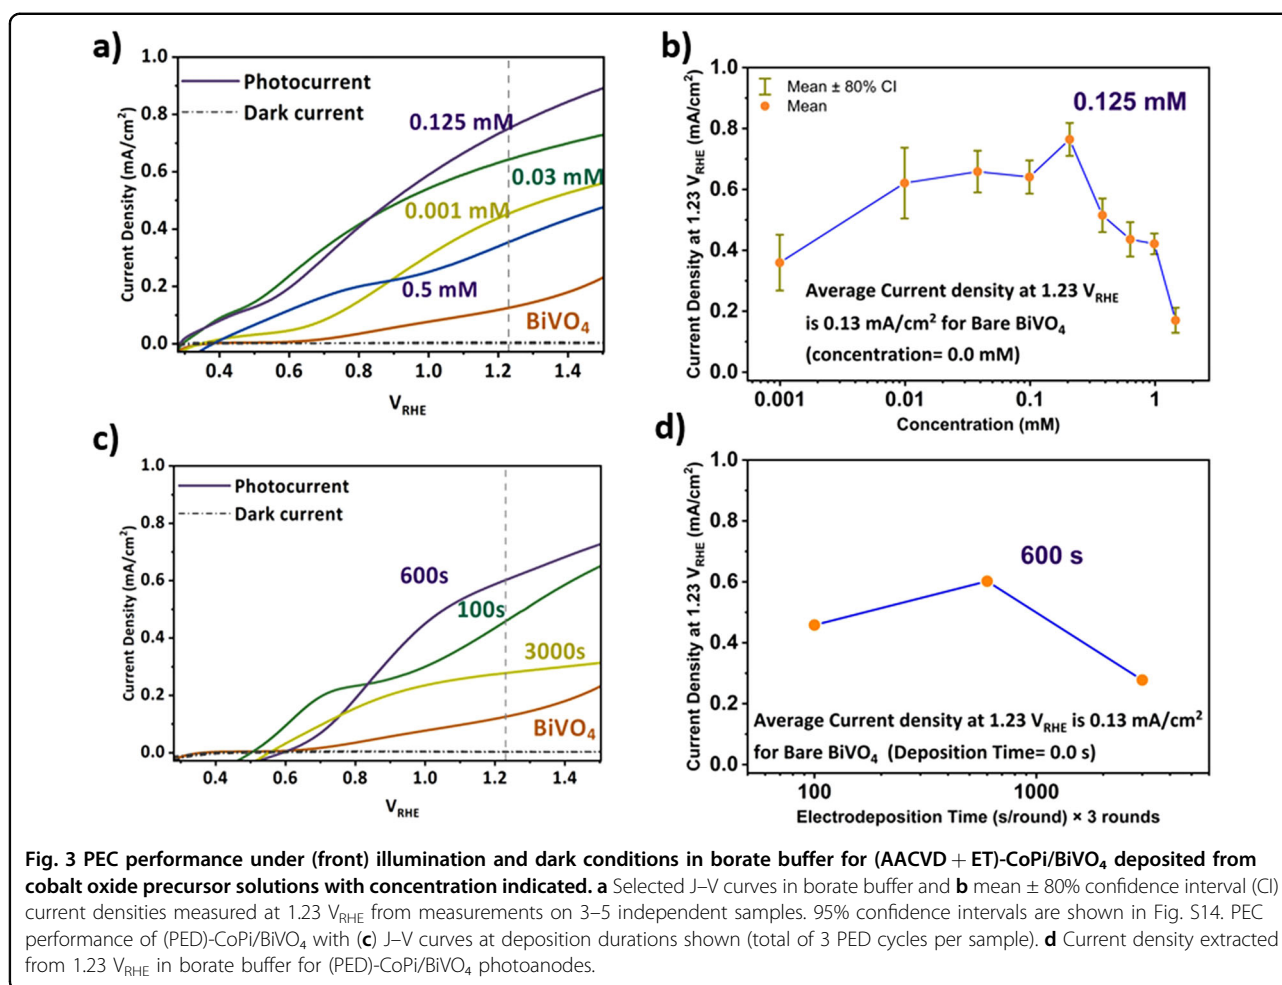 a)
Photocurrent
Dark current
0.125 mM
0.03 mM
0.001 mM
0.5 mM
BiVO4
Current Density (mA/cm²)
1.0
0.8
0.6
0.4
0.2
0.0
0.4 0.6 0.8 1.0 1.2 1.4
VRHE
b)
Mean ± 80% CI
Mean
0.125 mM
Current Density at 1.23 VRHE (mA/cm²)
1.0
0.8
0.6
0.4
0.2
0.0
Average Current density at 1.23 VRHE
is 0.13 mA/cm² for Bare BiVO4
(concentration= 0.0 mM)
0.001 0.01 0.1 1
Concentration (mM)
c)
Photocurrent
Dark current
600s
100s
3000s
BiVO4
Current Density (mA/cm²)
1.0
0.8
0.6
0.4
0.2
0.0
0.4 0.6 0.8 1.0 1.2 1.4
VRHE
d)
600 s
Current Density at 1.23 VRHE (mA/cm²)
1.0
0.8
0.6
0.4
0.2
0.0
Average Current density at 1.23 VRHE is 0.13 mA/cm²
for Bare BiVO4 (Deposition Time= 0.0 s)
100 1000
Electrodeposition Time (s/round) × 3 rounds
Fig. 3 PEC performance under (front) illumination and dark conditions in borate buffer for (AACVD + ET)-CoPi/BiVO4 deposited from
cobalt oxide precursor solutions with concentration indicated. a Selected J–V curves in borate buffer and b mean ± 80% confidence interval (CI)
current densities measured at 1.23 VRHE from measurements on 3–5 independent samples. 95% confidence intervals are shown in Fig. S14. PEC
performance of (PED)-CoPi/BiVO4 with (c) J–V curves at deposition durations shown (total of 3 PED cycles per sample). d Current density extracted
from 1.23 VRHE in borate buffer for (PED)-CoPi/BiVO4 photoanodes.